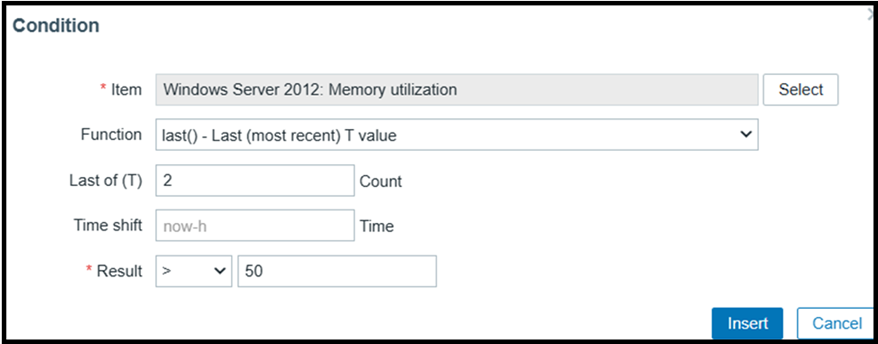 Condition
* Item Windows Server 2012: Memory utilization Select
Function last() - Last (most recent) T value
Last of (T) 2 Count
Time shift now-h Time
* Result > 50
Insert Cancel